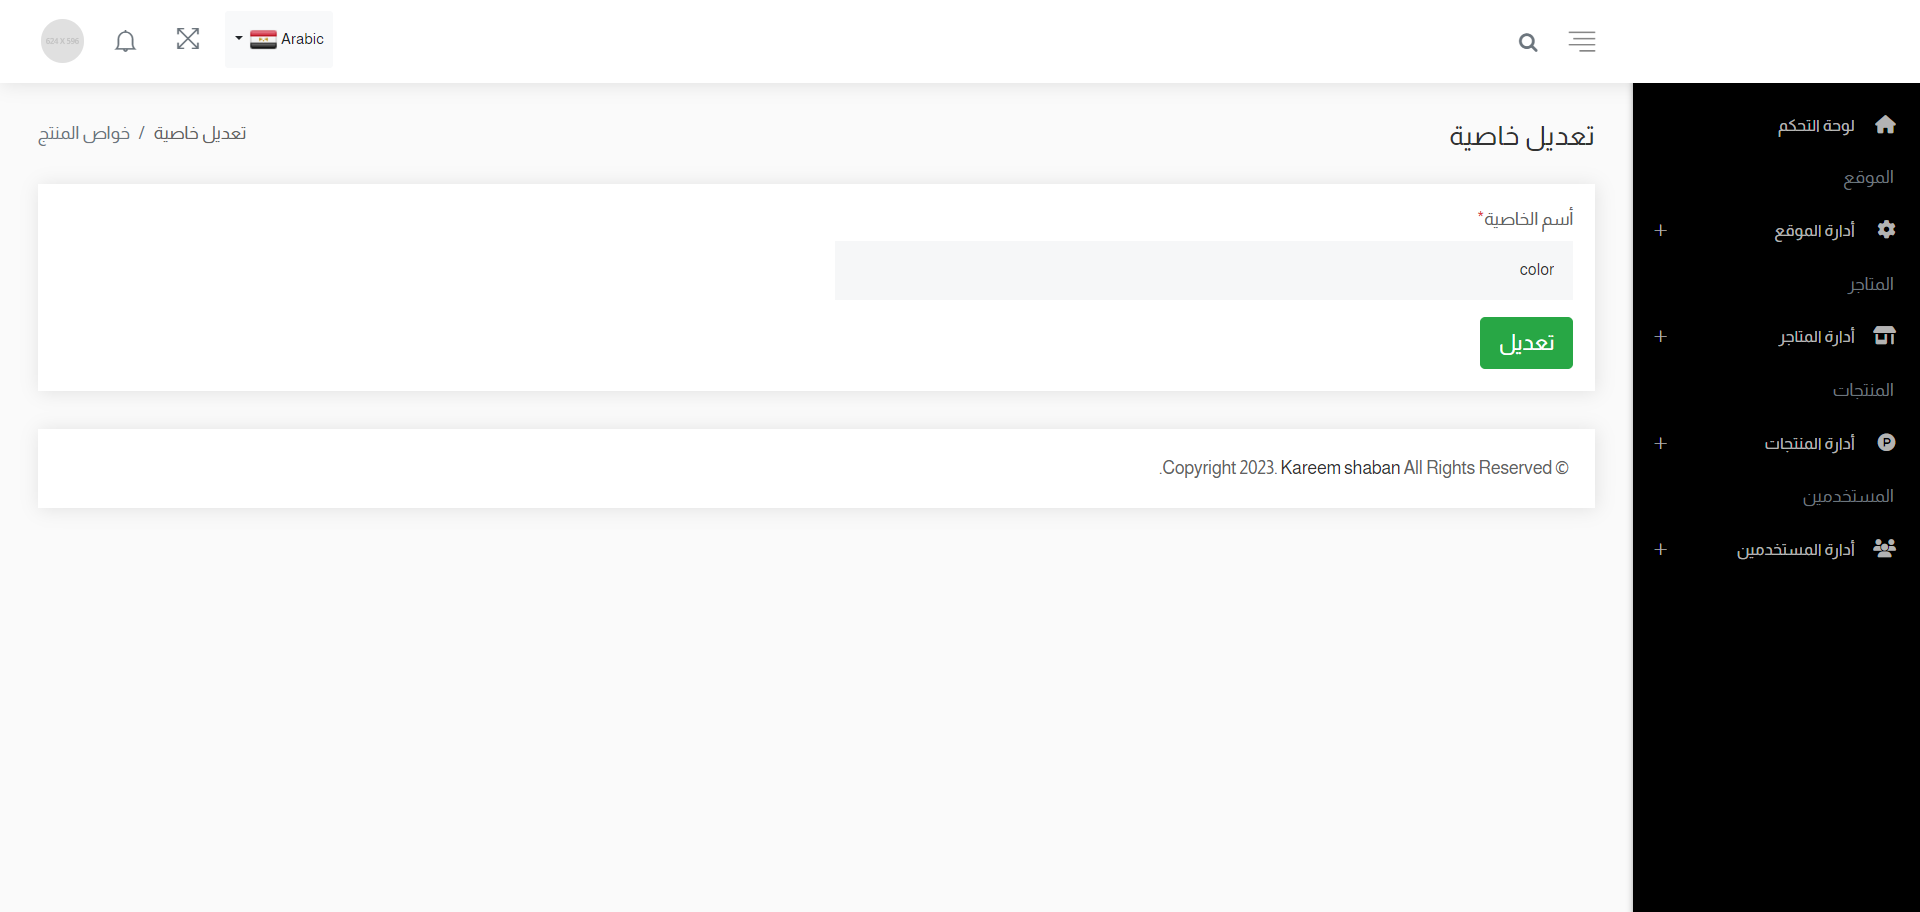 Arabic
624 X 596
لوحة التحكم
الموقع
أدارة الموقع
المتاجر
أدارة المتاجر
المنتجات
أدارة المنتجات
المستخدمين
أدارة المستخدمين
تعديل خاصية
خواص المنتج / تعديل خاصية
أسم الخاصية*
color
تعديل
.Copyright 2023. Kareem shaban All Rights Reserved ©